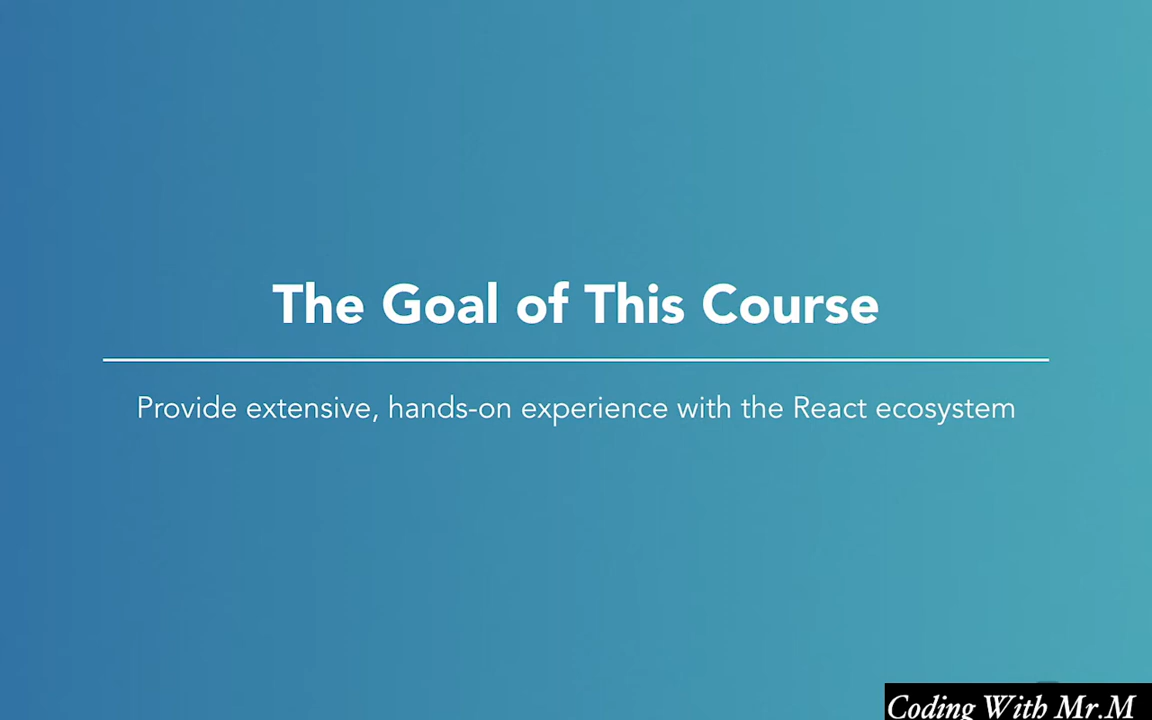 The Goal of This Course
Provide extensive, hands-on experience with the React ecosystem
Coding With Mr.M